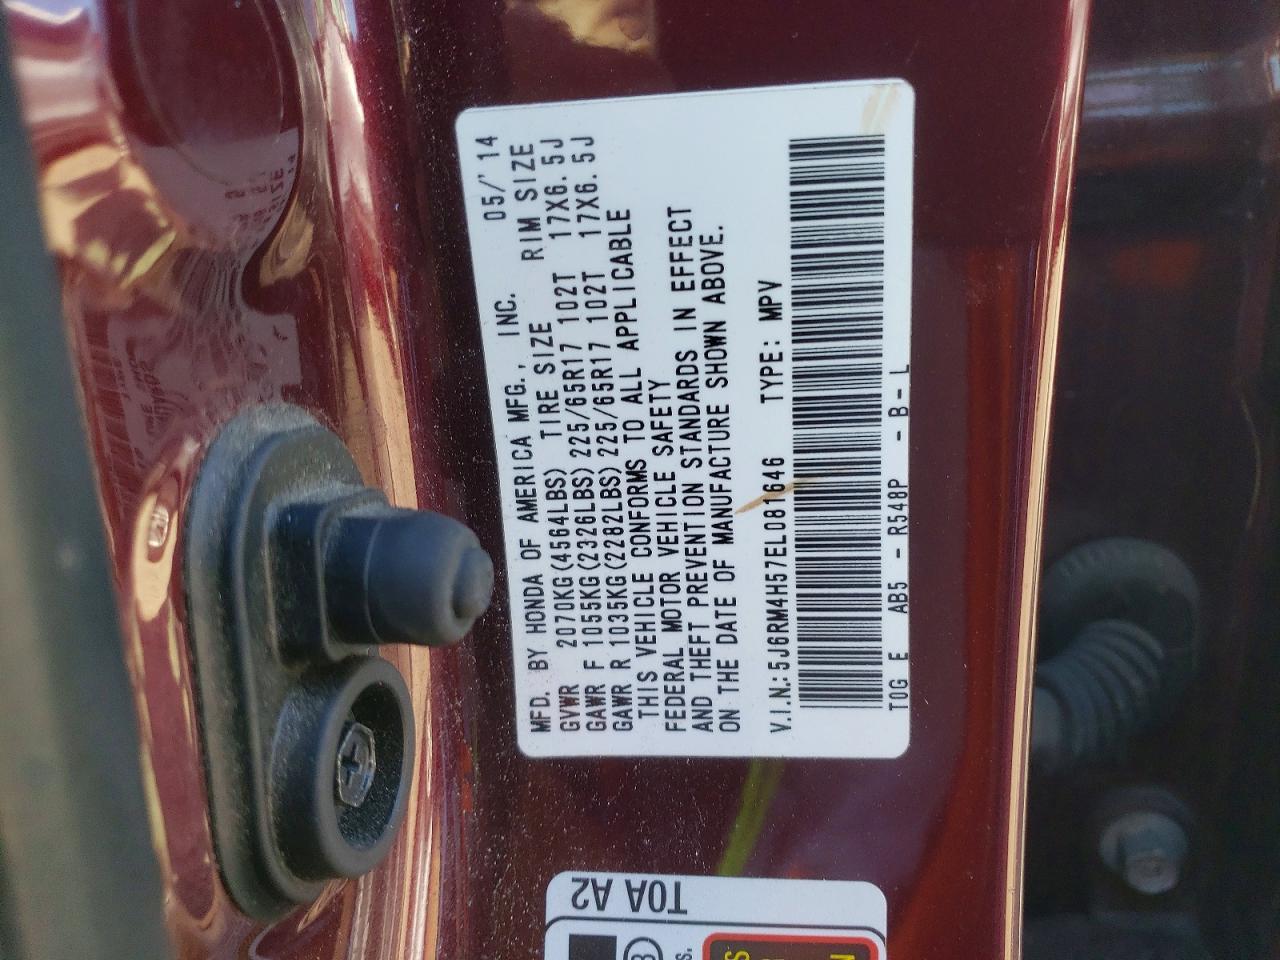 MFD. BY HONDA OF AMERICA MFG., INC. 05/'14
GVWR 2070KG(4564LBS) TIRE SIZE RIM SIZE
GAWR F 1055KG(2326LBS) 225/65R17 102T 17X6.5J
GAWR R 1035KG(2282LBS) 225/65R17 102T 17X6.5J
THIS VEHICLE CONFORMS TO ALL APPLICABLE
FEDERAL MOTOR VEHICLE SAFETY
AND THEFT PREVENTION STANDARDS IN EFFECT
ON THE DATE OF MANUFACTURE SHOWN ABOVE.
V.I.N.:5J6RM4H57EL081646 TYPE: MPV
T0G E AB5 - R548P - B - L
T0A A2